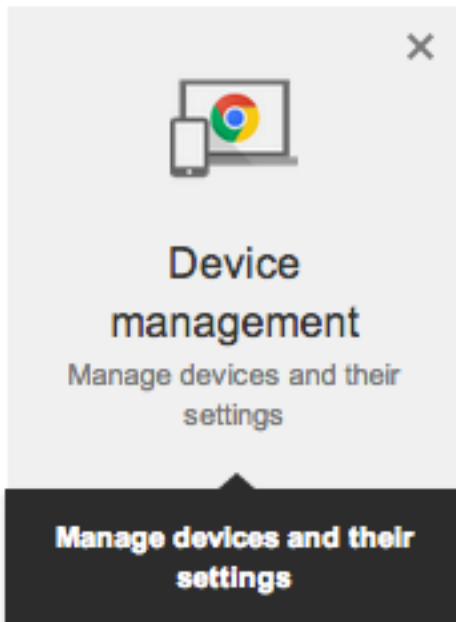 Device
management
Manage devices and their
settings
Manage devices and their
settings